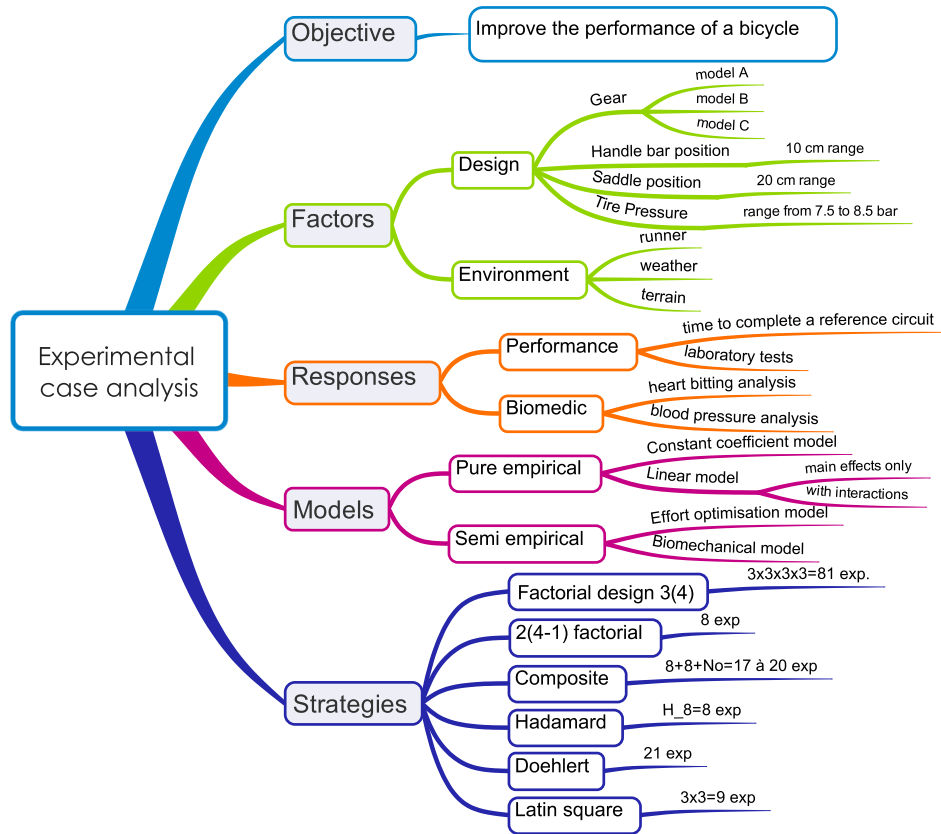 Experimental
case analysis
Objective
Improve the performance of a bicycle
Factors
Design
Gear
model A
model B
model C
Handle bar position
10 cm range
Saddle position
20 cm range
Tire Pressure
range from 7.5 to 8.5 bar
Environment
runner
weather
terrain
Responses
Performance
time to complete a reference circuit
laboratory tests
Biomedic
heart bitting analysis
blood pressure analysis
Models
Pure empirical
Constant coefficient model
Linear model
main effects only
with interactions
Semi empirical
Effort optimisation model
Biomechanical model
Strategies
Factorial design 3(4)
3x3x3x3=81 exp.
2(4-1) factorial
8 exp
Composite
8+8+No=17 à 20 exp
Hadamard
H_8=8 exp
Doehlert
21 exp
Latin square
3x3=9 exp